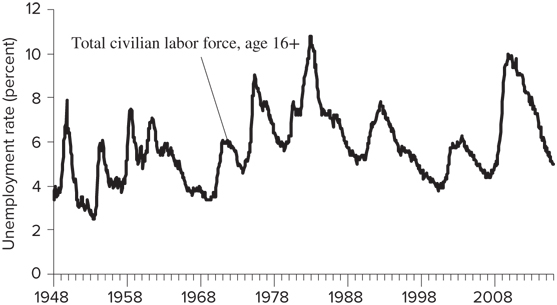 12
Total civilian labor force, age 16+
10
8
6
4
2
0
Unemployment rate (percent)
1948 1958 1968 1978 1988 1998 2008